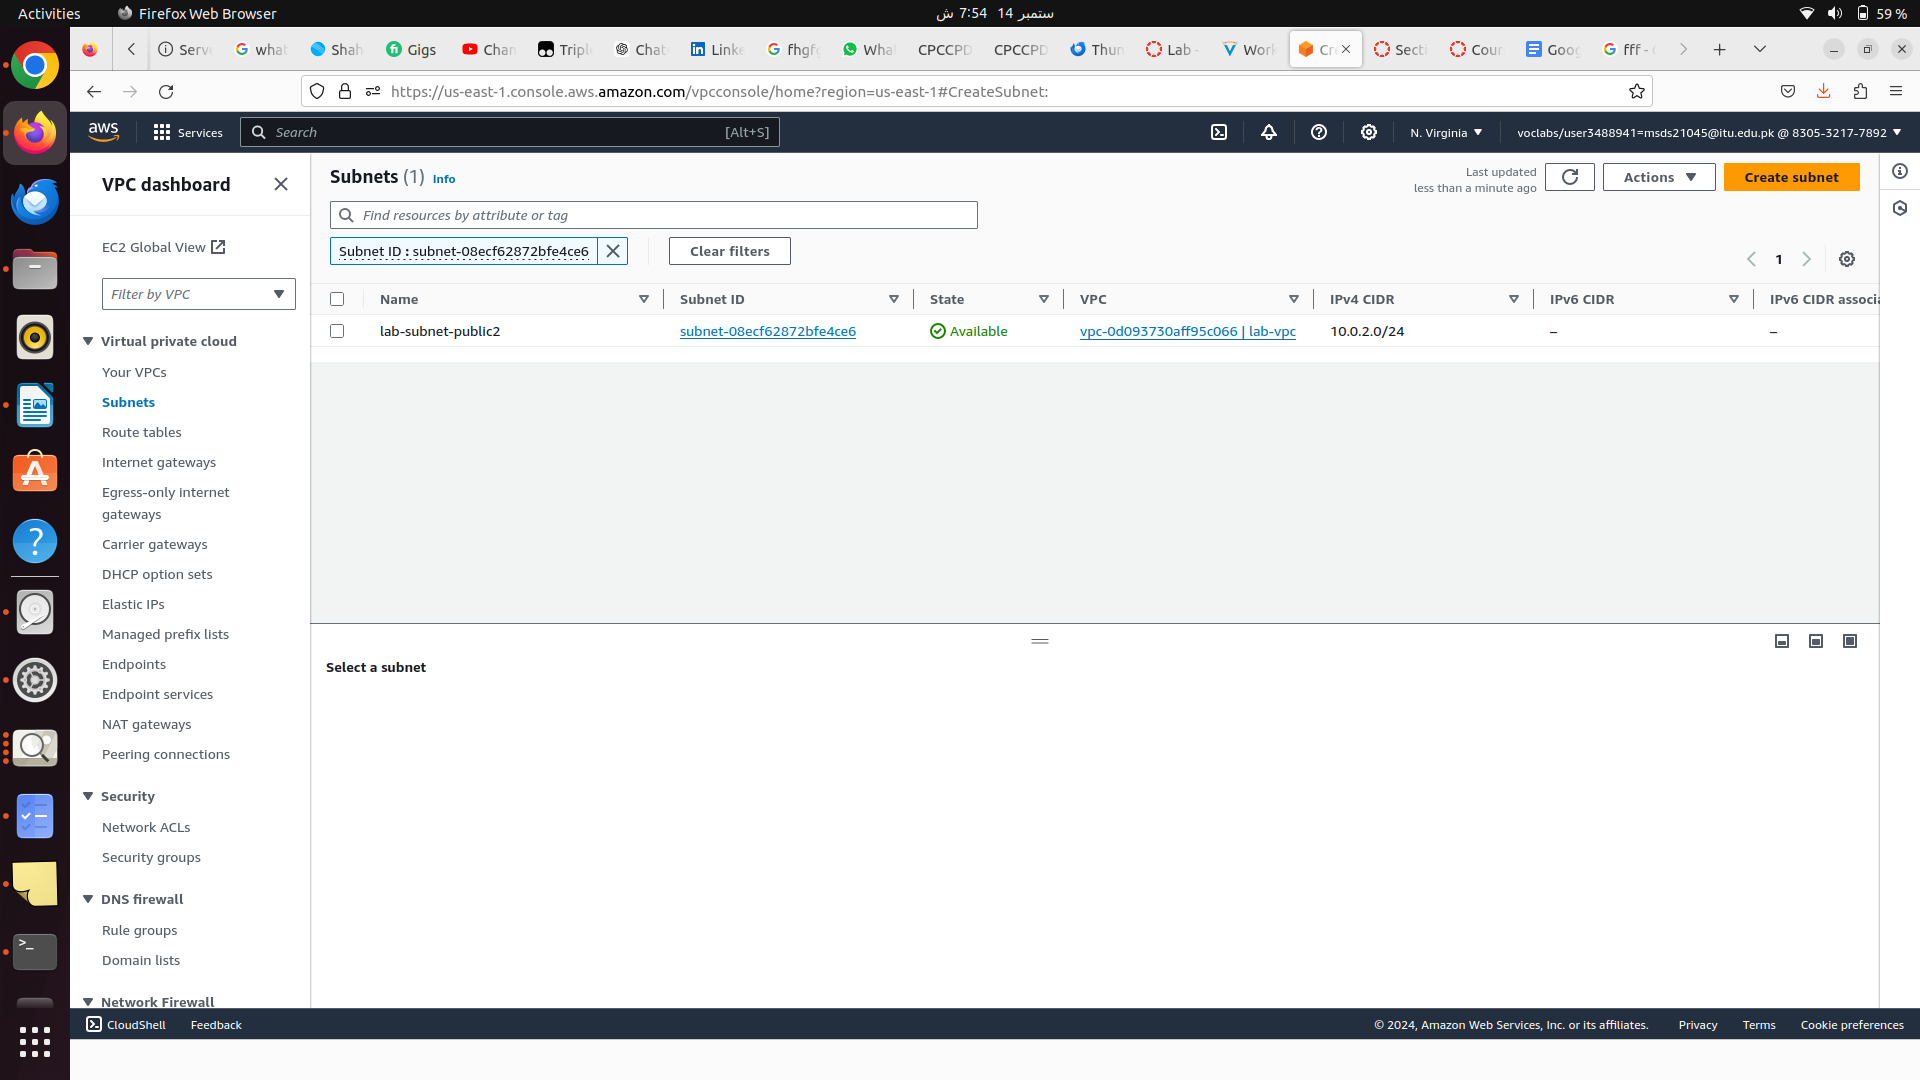 Activities
Firefox Web Browser
ستمبر 14  7:54 ش
59 %
Serv
what
Shah
Gigs
Chan
Triple
Chat
Linke
fhgfg
Wha
CPCCPD
CPCCPD
Thun
Lab -
Work
Cre
Secti
Cour
Goog
fff - G
https://us-east-1.console.aws.amazon.com/vpcconsole/home?region=us-east-1#CreateSubnet:
aws
Services
Search
[Alt+S]
N. Virginia
voclabs/user3488941=msds21045@itu.edu.pk @ 8305-3217-7892
VPC dashboard
EC2 Global View
Filter by VPC
Virtual private cloud
Your VPCs
Subnets
Route tables
Internet gateways
Egress-only internet
gateways
Carrier gateways
DHCP option sets
Elastic IPs
Managed prefix lists
Endpoints
Endpoint services
NAT gateways
Peering connections
Security
Network ACLs
Security groups
DNS firewall
Rule groups
Domain lists
Network Firewall
Subnets (1) Info
Last updated
less than a minute ago
Actions
Create subnet
Find resources by attribute or tag
Subnet ID : subnet-08ecf62872bfe4ce6
Clear filters
1
Name
Subnet ID
State
VPC
IPv4 CIDR
IPv6 CIDR
IPv6 CIDR associa
lab-subnet-public2
subnet-08ecf62872bfe4ce6
Available
vpc-0d093730aff95c066 | lab-vpc
10.0.2.0/24
–
–
Select a subnet
CloudShell
Feedback
© 2024, Amazon Web Services, Inc. or its affiliates.
Privacy
Terms
Cookie preferences